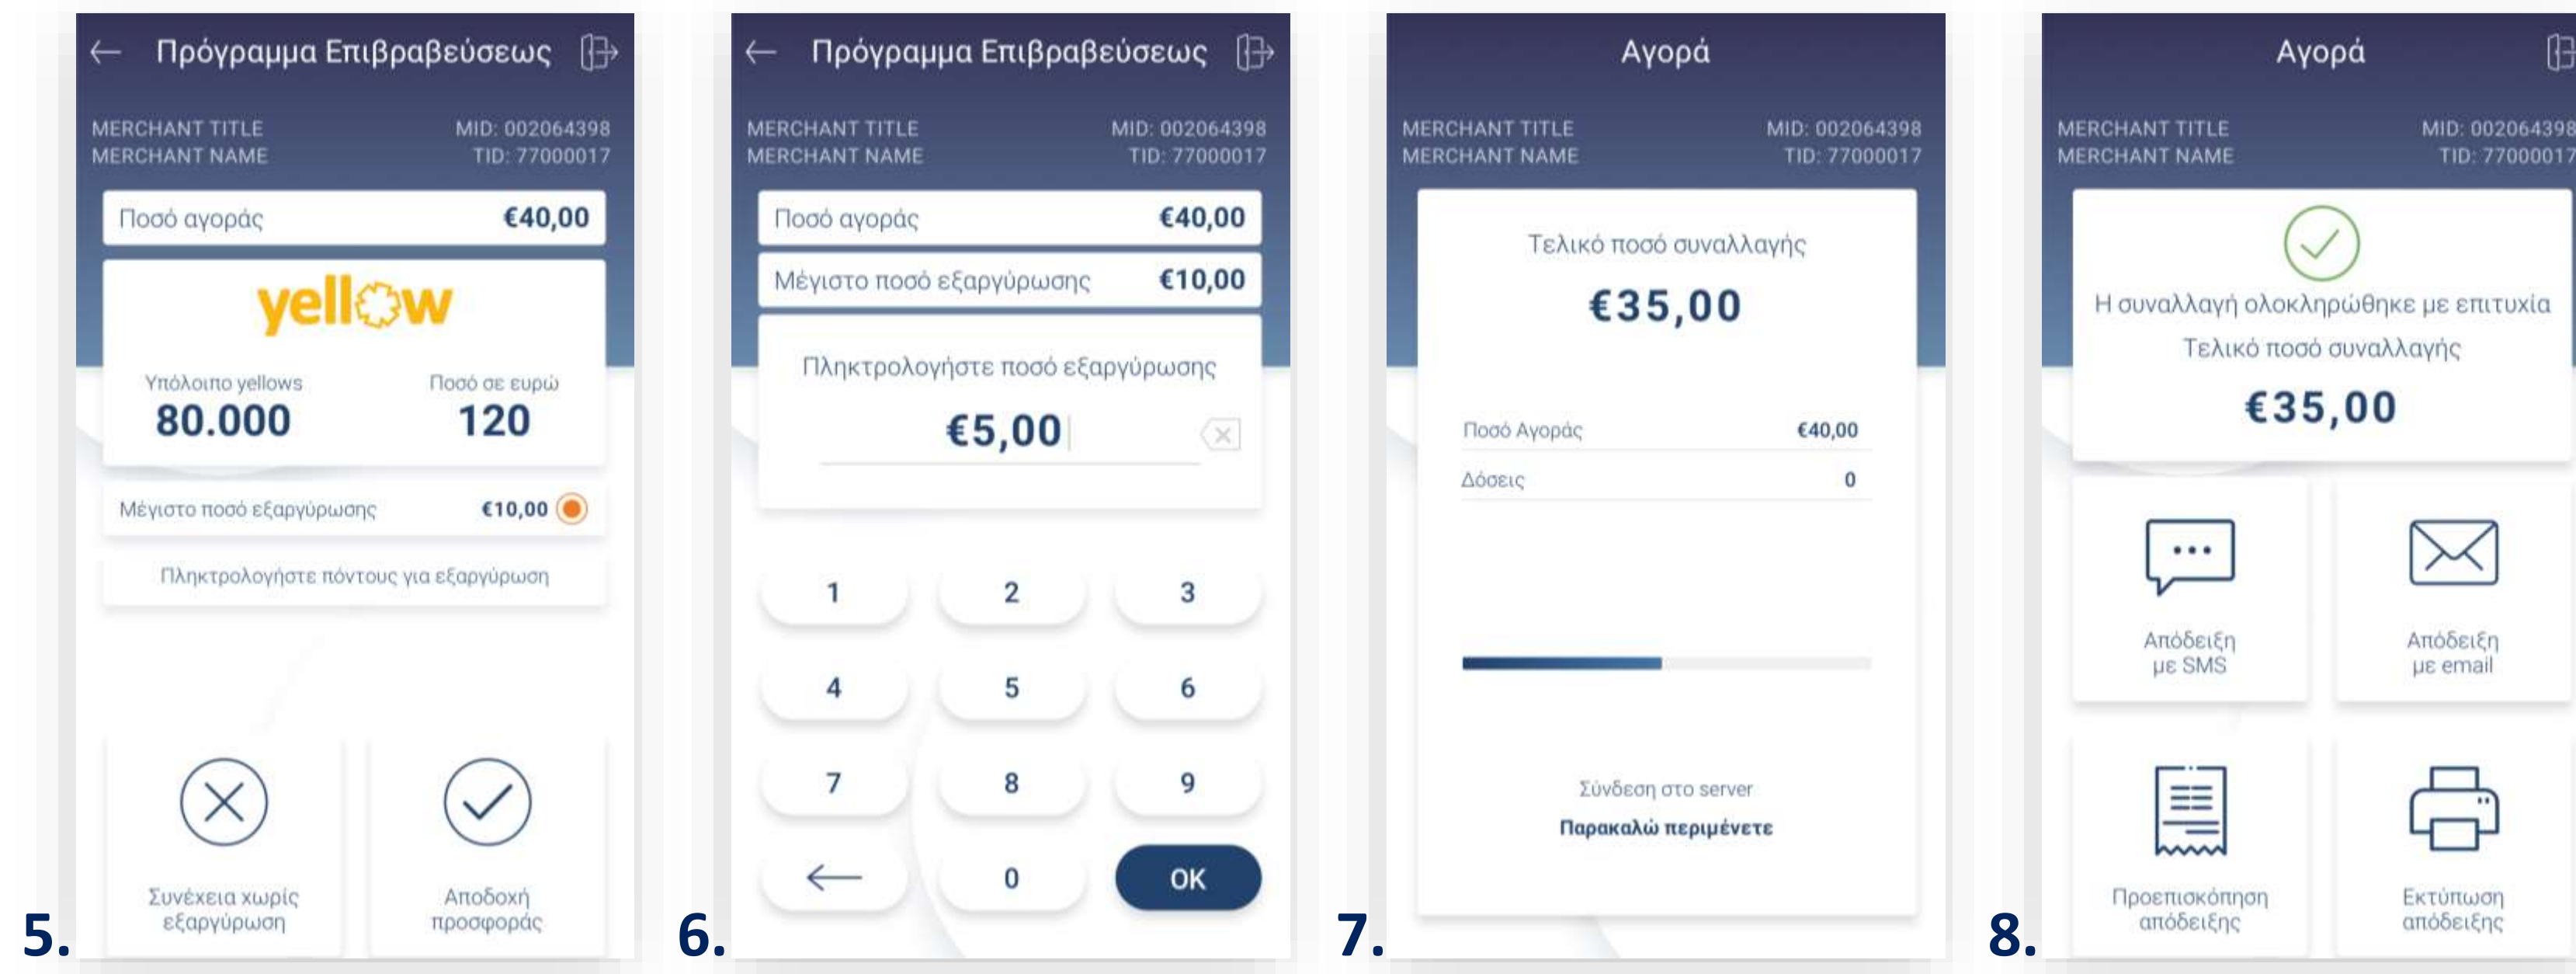 Πρόγραμμα Επιβραβεύσεως
MERCHANT TITLE MID: 002064398
MERCHANT NAME TID: 77000017
Ποσό αγοράς €40,00
yellow
Υπόλοιπο yellows Ποσό σε ευρώ
80.000 120
Μέγιστο ποσό εξαργύρωσης €10,00
Πληκτρολογήστε πόντους για εξαργύρωση
Συνέχεια χωρίς
εξαργύρωση
Αποδοχή
προσφοράς
5.
Πρόγραμμα Επιβραβεύσεως
MERCHANT TITLE MID: 002064398
MERCHANT NAME TID: 77000017
Ποσό αγοράς €40,00
Μέγιστο ποσό εξαργύρωσης €10,00
Πληκτρολογήστε ποσό εξαργύρωσης
€5,00
1 2 3
4 5 6
7 8 9
0 OK
6.
Αγορά
MERCHANT TITLE MID: 002064398
MERCHANT NAME TID: 77000017
Τελικό ποσό συναλλαγής
€35,00
Ποσό Αγοράς €40,00
Δόσεις 0
Σύνδεση στο server
Παρακαλώ περιμένετε
7.
Αγορά
MERCHANT TITLE MID: 002064398
MERCHANT NAME TID: 77000017
Η συναλλαγή ολοκληρώθηκε με επιτυχία
Τελικό ποσό συναλλαγής
€35,00
Απόδειξη
με SMS
Απόδειξη
με email
Προεπισκόπηση
απόδειξης
Εκτύπωση
απόδειξης
8.